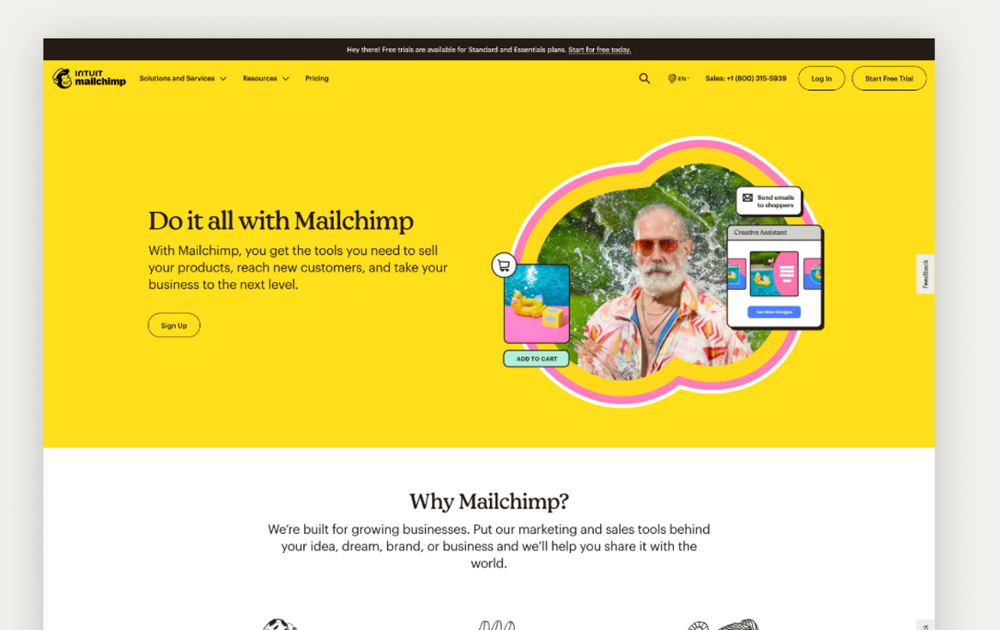 Hey there! Free trials are available for Standard and Essentials plans. Start for free today.
INTUIT
mailchimp
Solutions and Services
Resources
Pricing
EN
Sales: +1 (800) 315-5939
Log In
Start Free Trial
Do it all with Mailchimp
With Mailchimp, you get the tools you need to sell
your products, reach new customers, and take your
business to the next level.
Sign Up
Send emails
to shoppers
Creative Assistant
See More Designs
ADD TO CART
Feedback
Why Mailchimp?
We’re built for growing businesses. Put our marketing and sales tools behind
your idea, dream, brand, or business and we’ll help you share it with the
world.